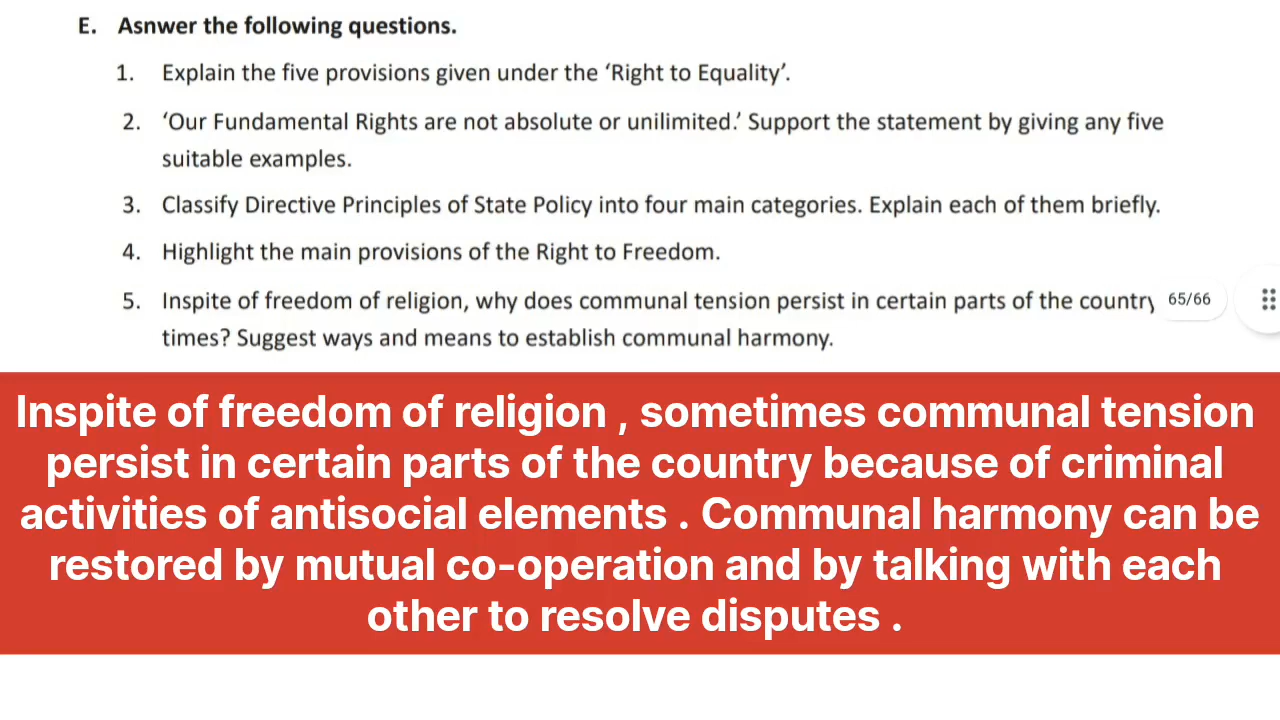 E. Asnwer the following questions.
1. Explain the five provisions given under the ‘Right to Equality’.
2. ‘Our Fundamental Rights are not absolute or unilimited.’ Support the statement by giving any five
suitable examples.
3. Classify Directive Principles of State Policy into four main categories. Explain each of them briefly.
4. Highlight the main provisions of the Right to Freedom.
5. Inspite of freedom of religion, why does communal tension persist in certain parts of the country
65/66
times? Suggest ways and means to establish communal harmony.
Inspite of freedom of religion , sometimes communal tension
persist in certain parts of the country because of criminal
activities of antisocial elements . Communal harmony can be
restored by mutual co-operation and by talking with each
other to resolve disputes .